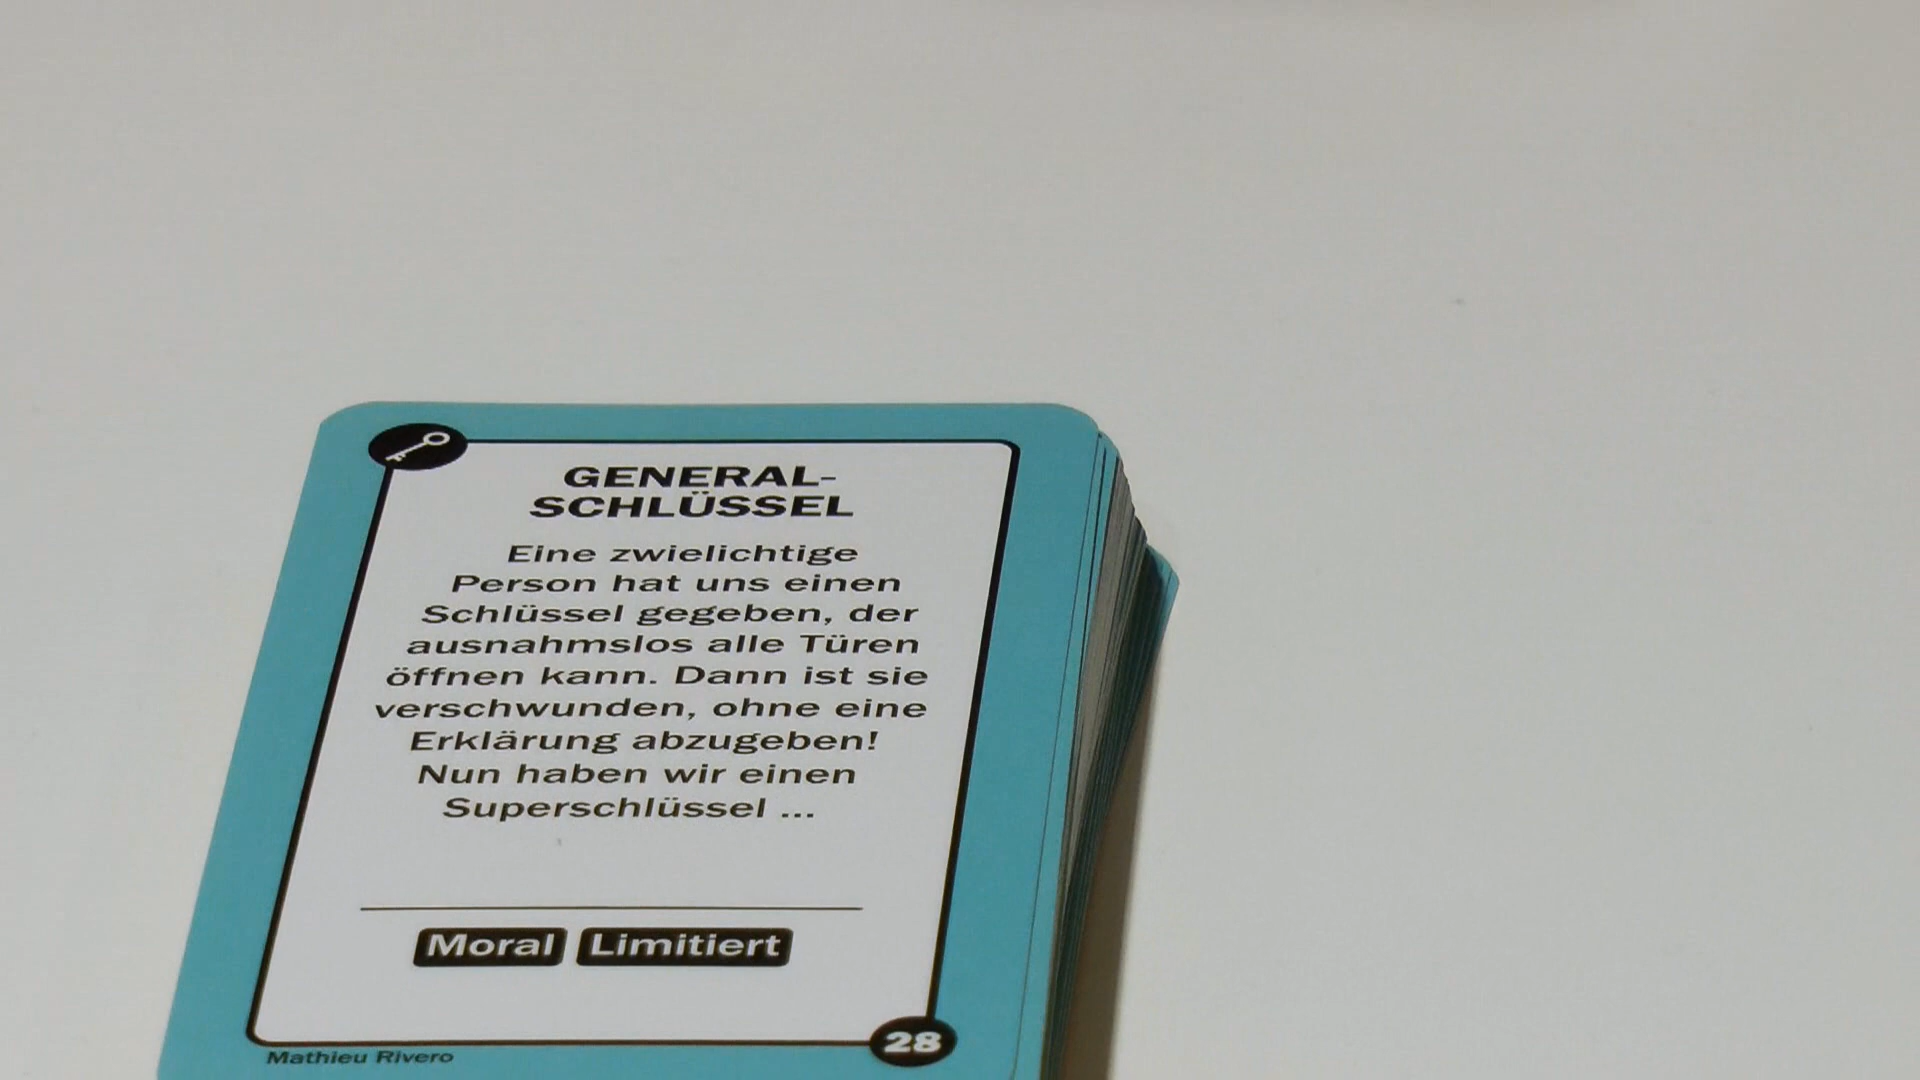 GENERAL-
SCHLÜSSEL
Eine zwielichtige
Person hat uns einen
Schlüssel gegeben, der
ausnahmslos alle Türen
öffnen kann. Dann ist sie
verschwunden, ohne eine
Erklärung abzugeben!
Nun haben wir einen
Superschlüssel ...
Moral Limitiert
28
Mathieu Rivero